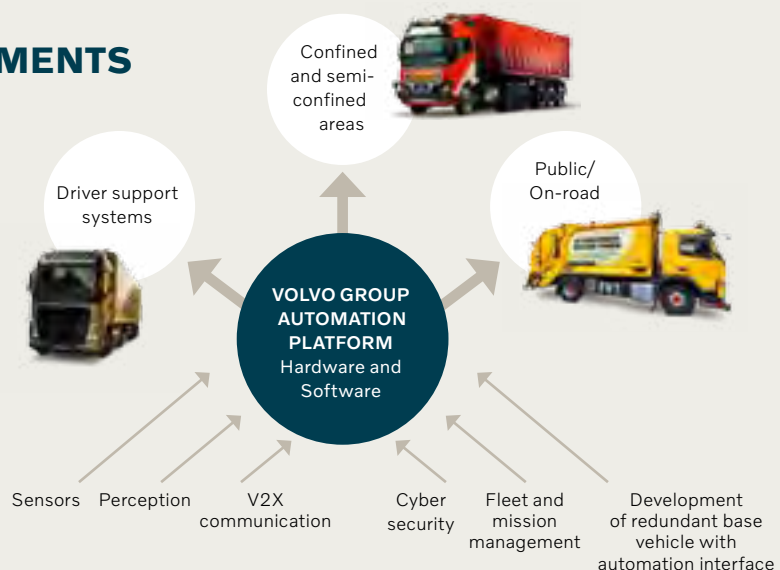 MENTS
Confined
and semi-
confined
areas
Driver support
systems
Public/
On-road
VOLVO GROUP
AUTOMATION
PLATFORM
Hardware and
Software
Sensors
Perception
V2X
communication
Cyber
security
Fleet and
mission
management
Development
of redundant base
vehicle with
automation interface